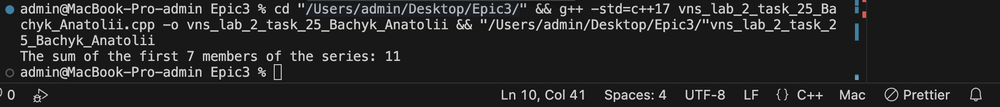 admin@MacBook-Pro-admin Epic3 % cd "/Users/admin/Desktop/Epic3/" && g++ -std=c++17 vns_lab_2_task_25_Ba
chyk_Anatolii.cpp -o vns_lab_2_task_25_Bachyk_Anatolii && "/Users/admin/Desktop/Epic3/"vns_lab_2_task_2
5_Bachyk_Anatolii
The sum of the first 7 members of the series: 11
admin@MacBook-Pro-admin Epic3 %
0 Ln 10, Col 41 Spaces: 4 UTF-8 LF {} C++ Mac Prettier